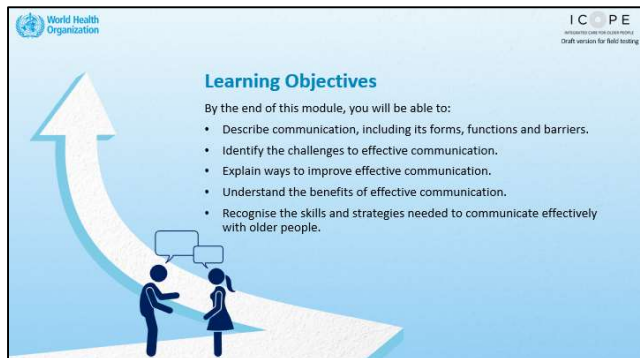 World Health
Organization
ICOPE
INTEGRATED CARE FOR OLDER PEOPLE
Draft version for field testing
Learning Objectives
By the end of this module, you will be able to:
• Describe communication, including its forms, functions and barriers.
• Identify the challenges to effective communication.
• Explain ways to improve effective communication.
• Understand the benefits of effective communication.
• Recognise the skills and strategies needed to communicate effectively
with older people.